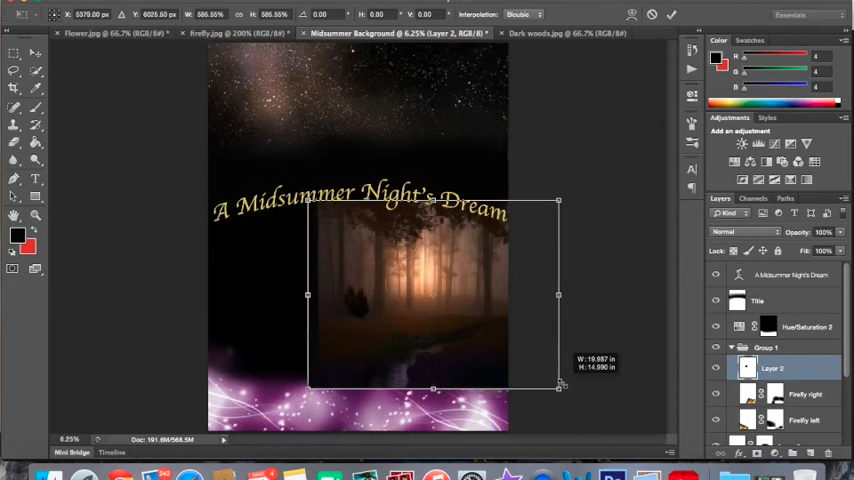 X: 5379.00 px Y: 6025.50 px W: 585.55% H: 585.55% 0.00 H: 0.00 V: 0.00 Interpolation: Bicubic Essentials
Flower.jpg @ 66.7% (RGB/8#) * firefly.jpg @ 200% (RGB/8#) * Midsummer Background @ 6.25% (Layer 2, RGB/8) * Dark woods.jpg @ 66.7% (RGB/8#)
Color Swatches
R 4
G 4
B 4
Adjustments Styles
Add an adjustment
A Midsummer Night's Dream
Layers Channels Paths
Kind
Normal Opacity: 100%
Lock: Fill: 100%
A Midsummer Night's Dream
Title
Hue/Saturation 2
Group 1
Layer 2
Firefly right
Firefly left
W: 19.987 in
H: 14.990 in
6.25% Doc: 191.6M/568.5M
Mini Bridge Timeline
242
4
Ps